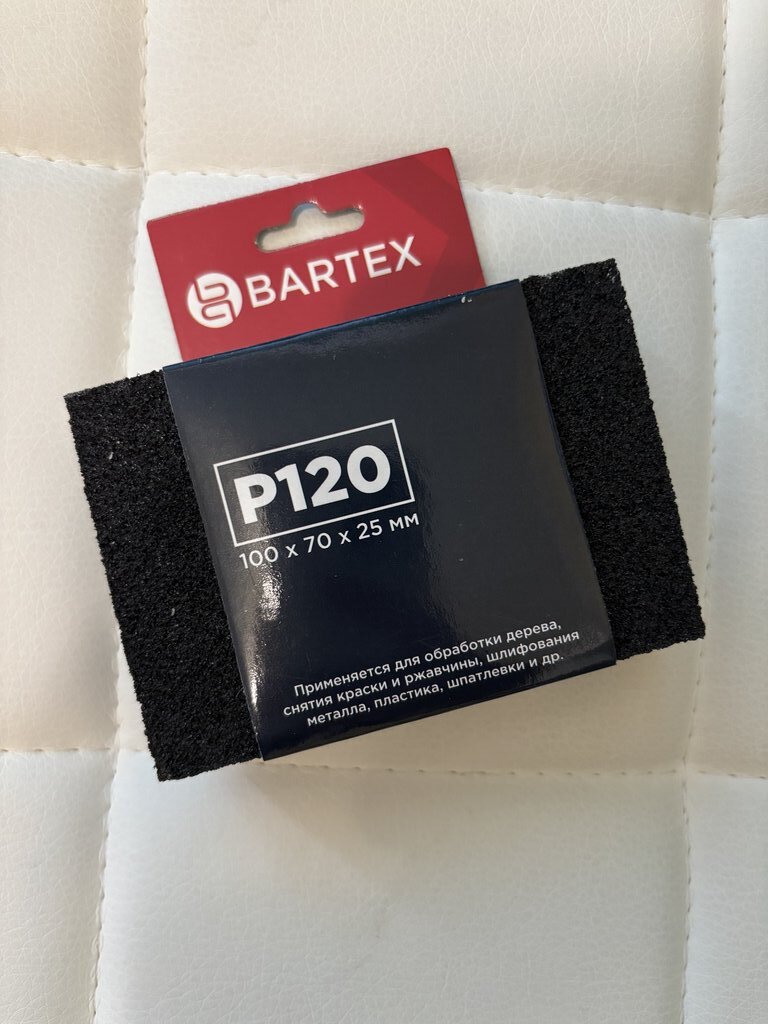 BARTEX
P120
100 x 70 x 25 мм
Применяется для обработки дерева,
снятия краски и ржавчины, шлифования
металла, пластика, шпатлевки и др.